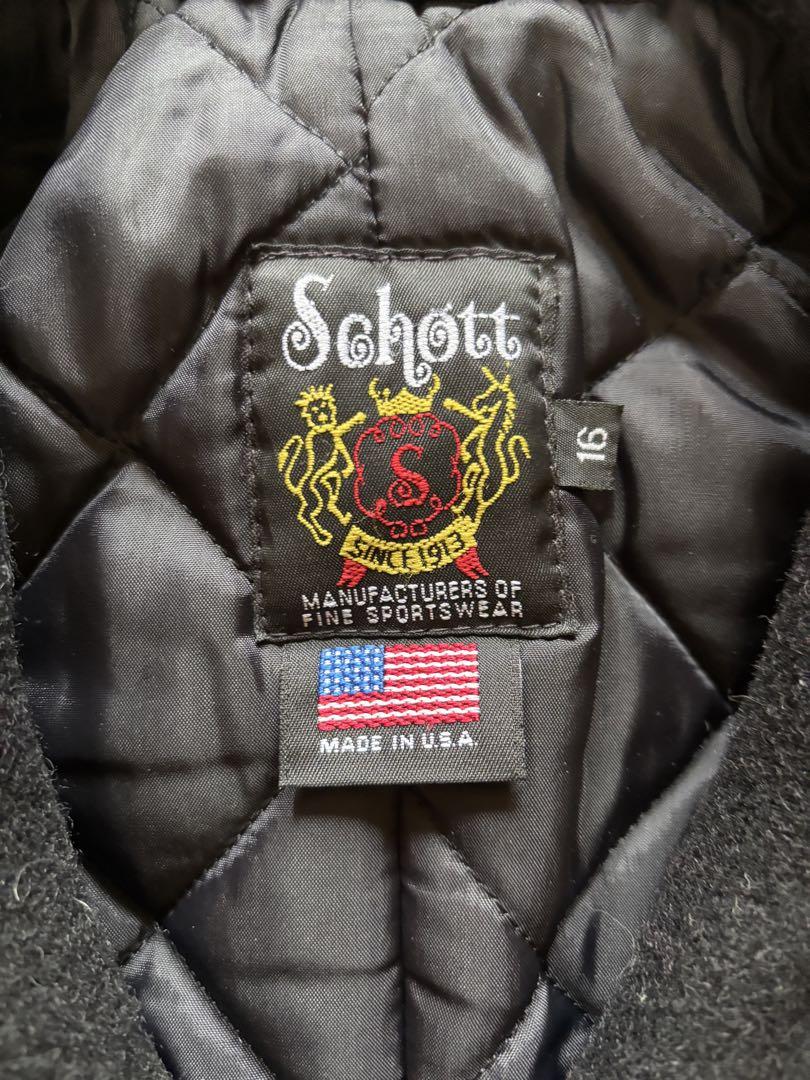 Schott
S
SINCE 1913
MANUFACTURERS OF
FINE SPORTSWEAR
16
MADE IN U.S.A.